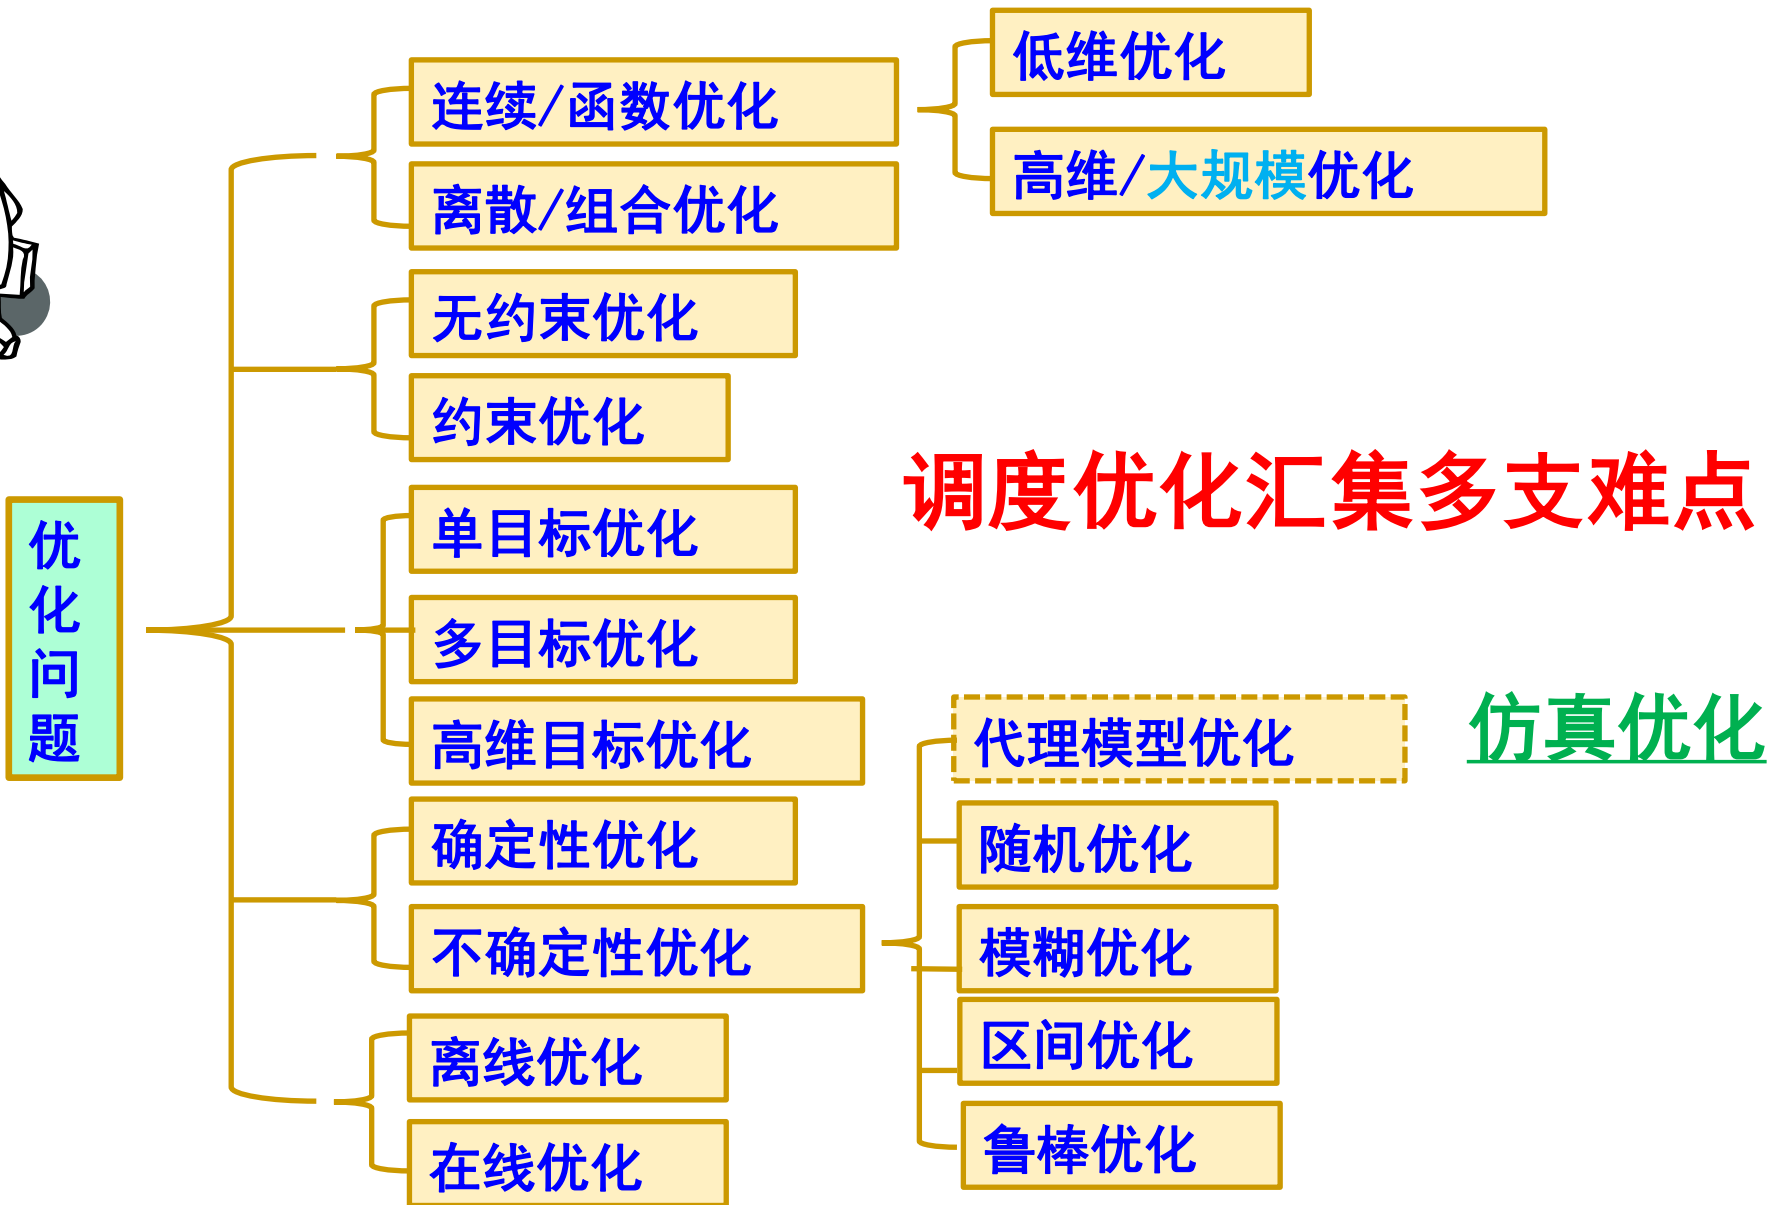 优化问题
连续/函数优化
低维优化
高维/大规模优化
离散/组合优化
无约束优化
约束优化
调度优化汇集多支难点
单目标优化
多目标优化
高维目标优化
确定性优化
不确定性优化
代理模型优化
仿真优化
随机优化
模糊优化
区间优化
鲁棒优化
离线优化
在线优化